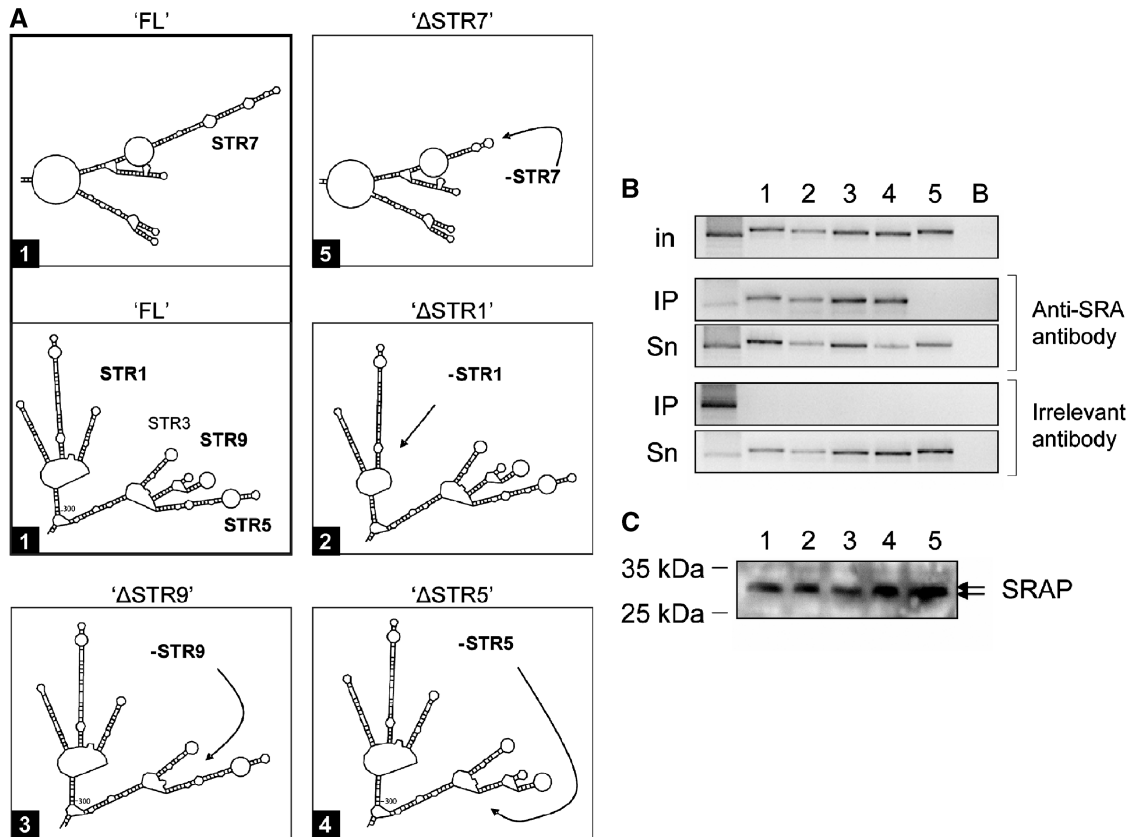 A
'FL'
'ΔSTR7'
STR7
1
-STR7
5
'FL'
'ΔSTR1'
STR1
STR3
STR9
STR5
300
1
-STR1
2
'ΔSTR9'
'ΔSTR5'
-STR9
300
3
-STR5
300
4
B
1 2 3 4 5 B
in
IP
Sn
Anti-SRA
antibody
IP
Sn
Irrelevant
antibody
C
1 2 3 4 5
35 kDa
25 kDa
SRAP